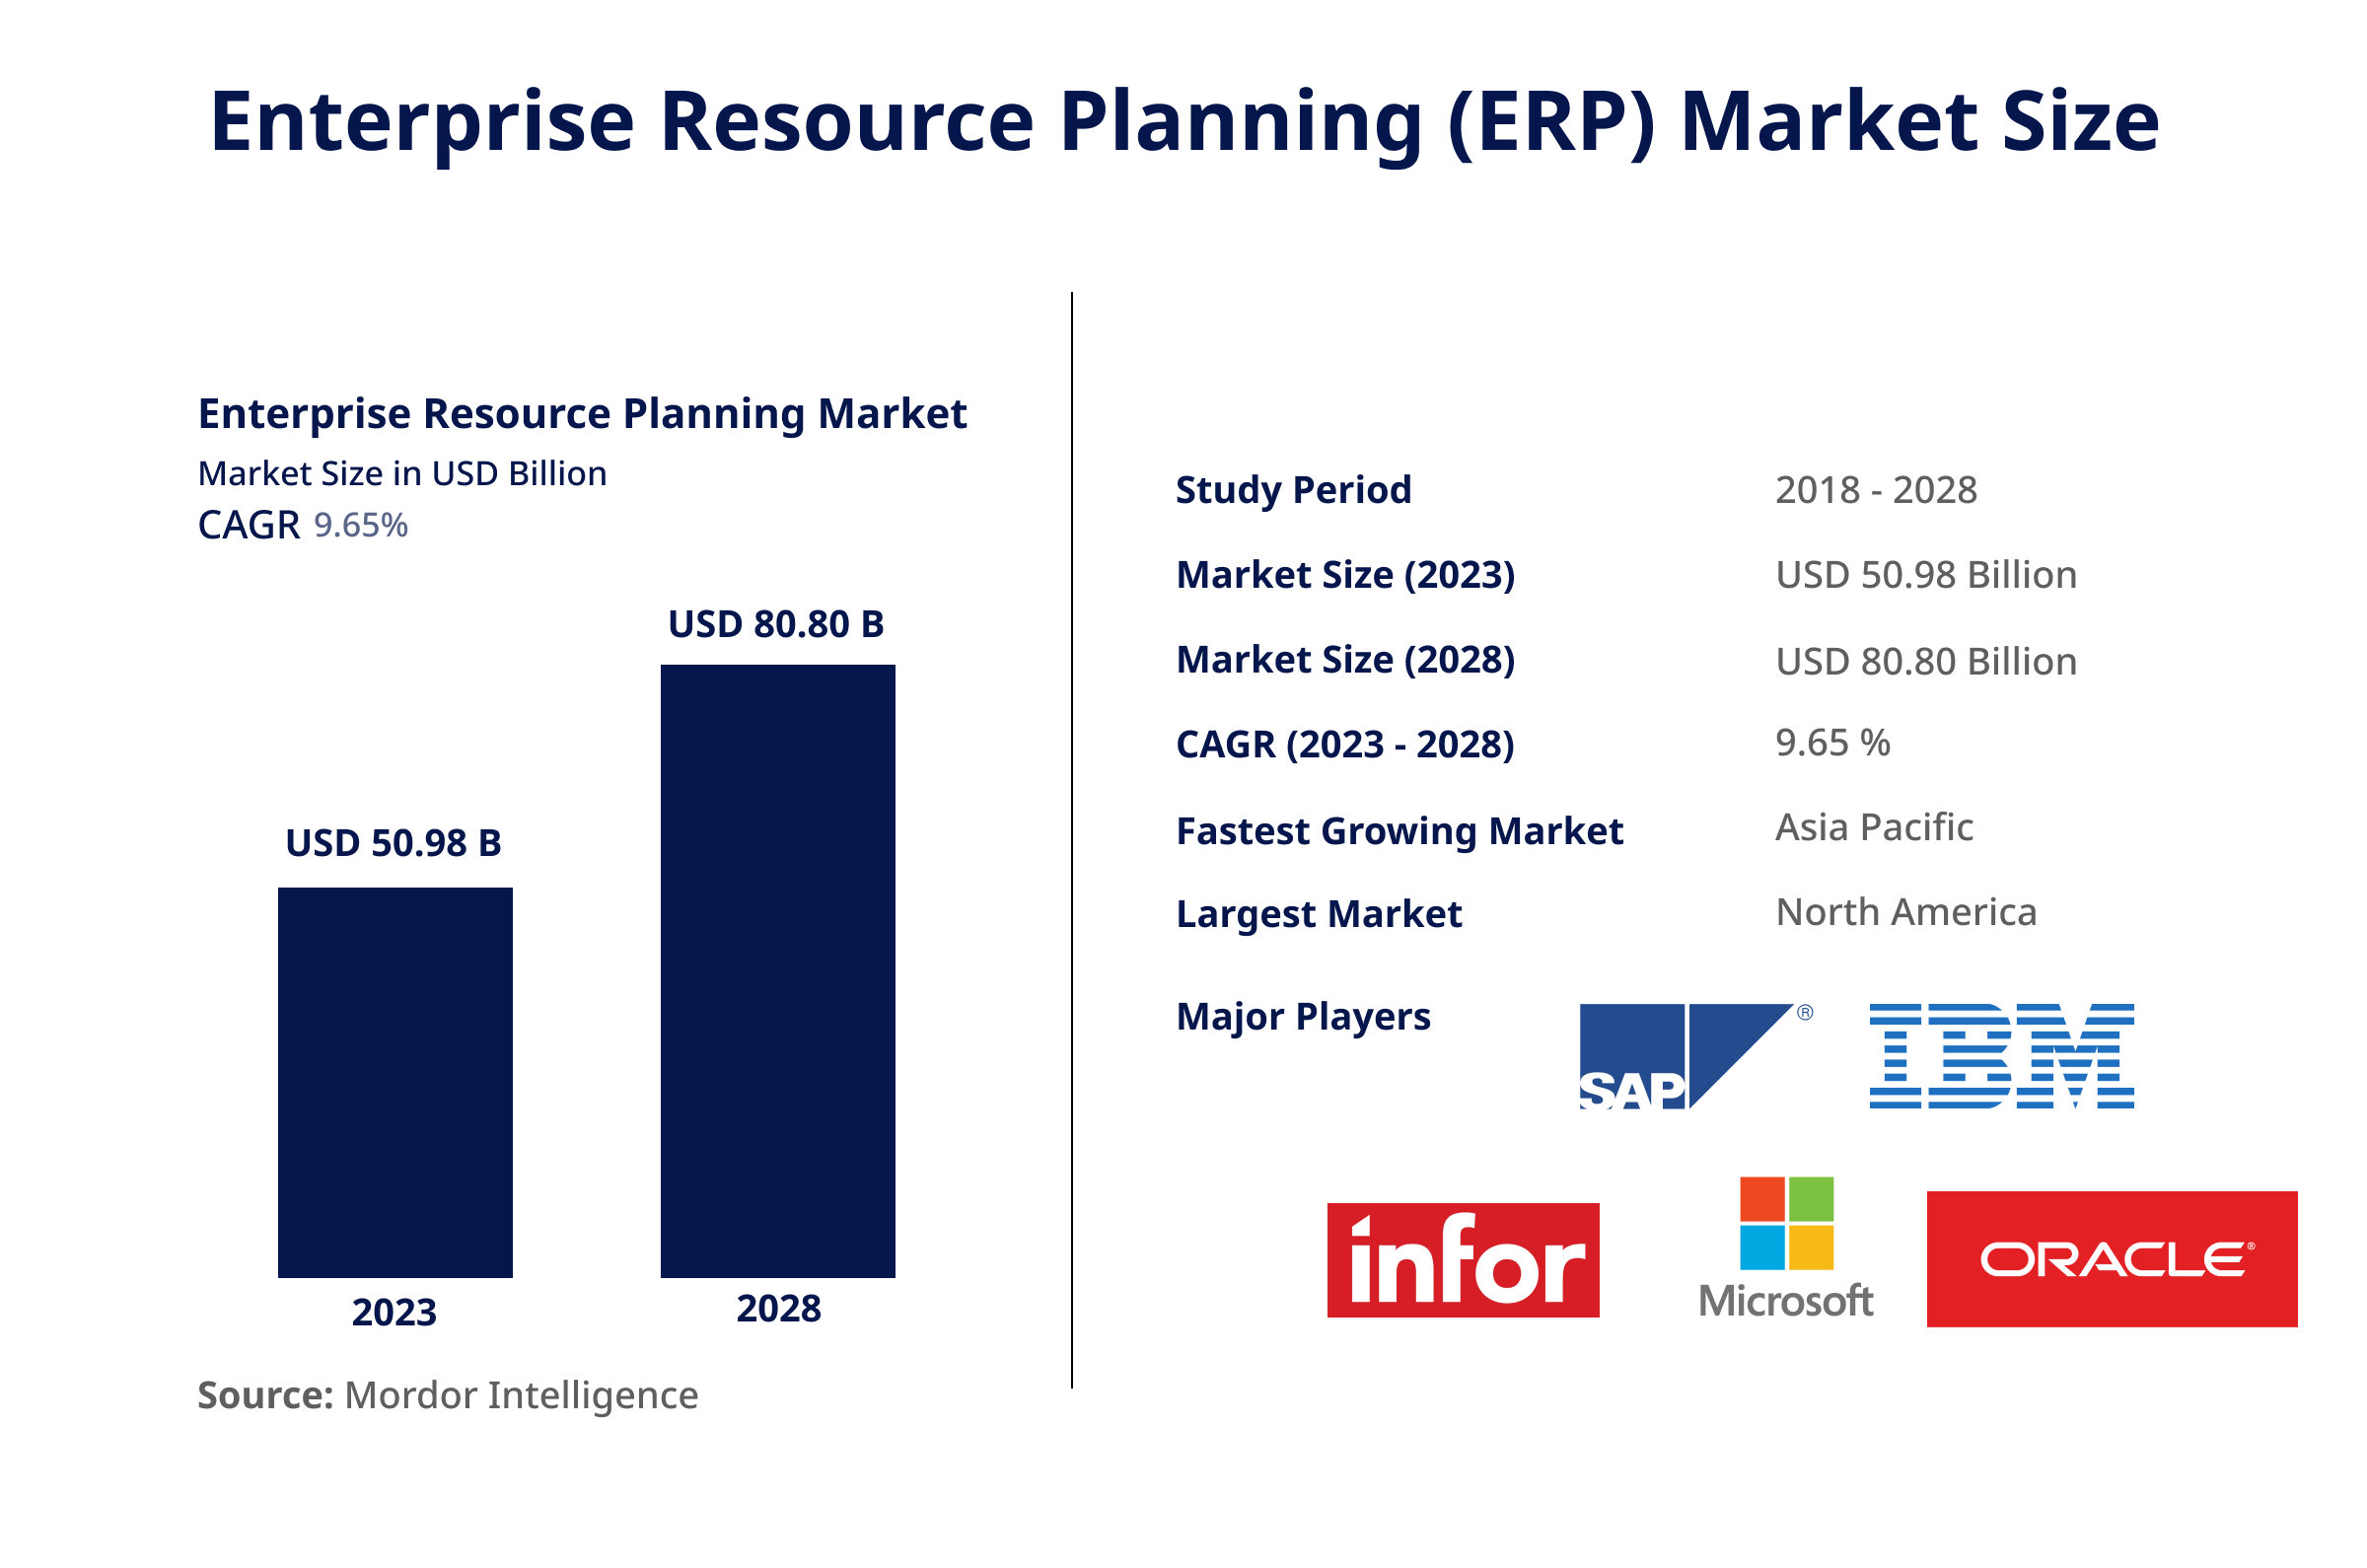 Enterprise Resource Planning (ERP) Market Size
Enterprise Resource Planning Market
Market Size in USD Billion
CAGR 9.65%
USD 80.80 B
USD 50.98 B
2023
2028
Source: Mordor Intelligence
Study Period 2018 - 2028
Market Size (2023) USD 50.98 Billion
Market Size (2028) USD 80.80 Billion
CAGR (2023 - 2028) 9.65 %
Fastest Growing Market Asia Pacific
Largest Market North America
Major Players
SAP ®
IBM
infor
Microsoft
ORACLE ®